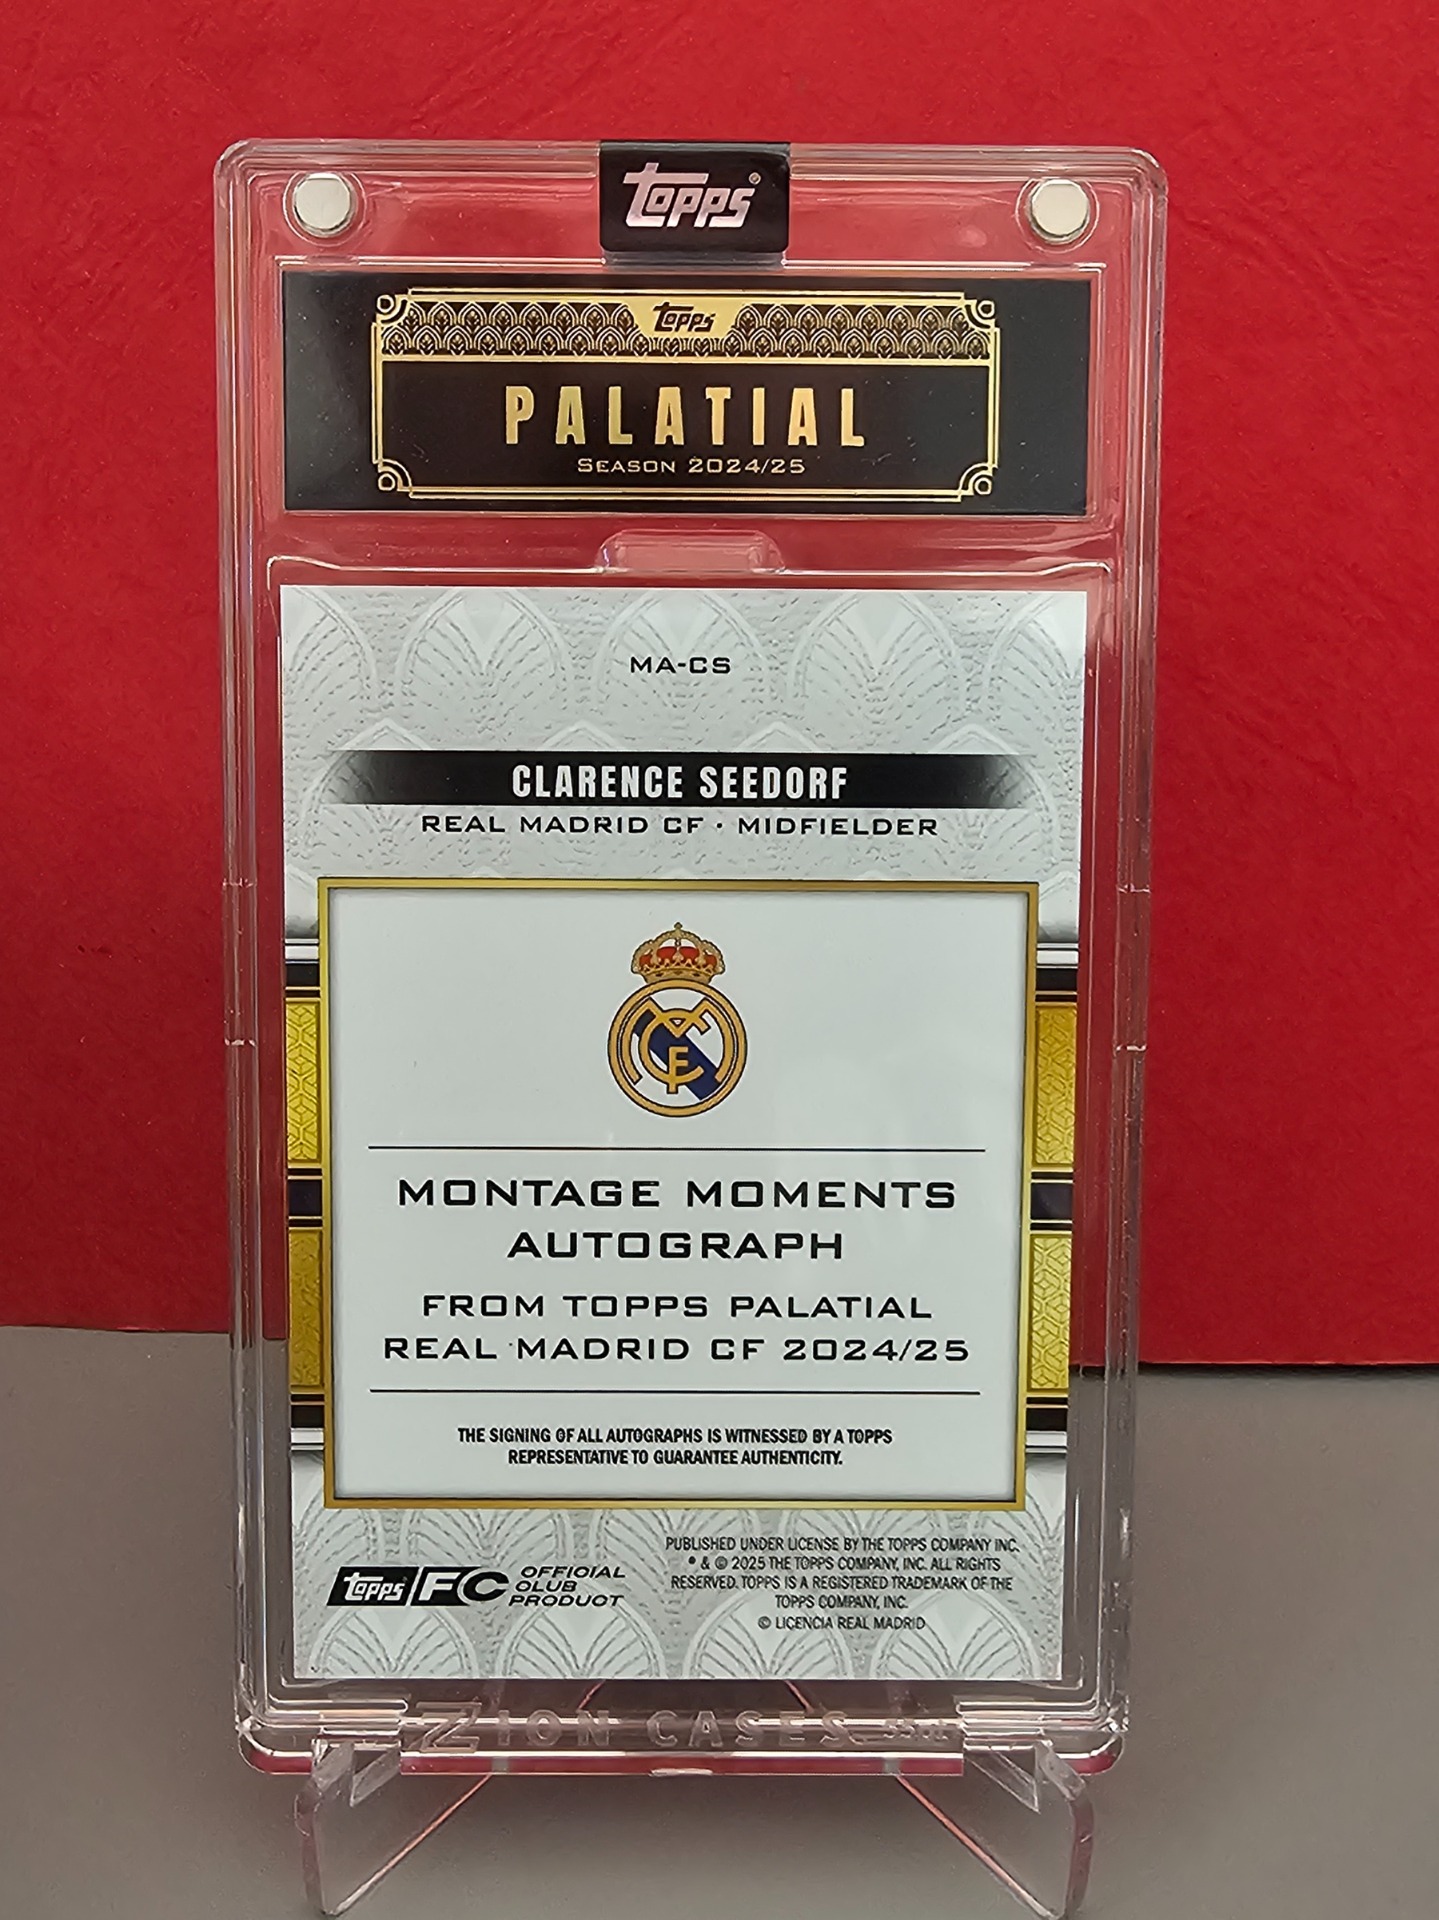 topps
topps
PALATIAL
SEASON 2024/25
MA-CS
CLARENCE SEEDORF
REAL MADRID CF · MIDFIELDER
MONTAGE MOMENTS
AUTOGRAPH
FROM TOPPS PALATIAL
REAL MADRID CF 2024/25
THE SIGNING OF ALL AUTOGRAPHS IS WITNESSED BY A TOPPS
REPRESENTATIVE TO GUARANTEE AUTHENTICITY.
topps FC OFFICIAL
CLUB
PRODUCT
PUBLISHED UNDER LICENSE BY THE TOPPS COMPANY INC.
® & © 2025 THE TOPPS COMPANY, INC. ALL RIGHTS
RESERVED. TOPPS IS A REGISTERED TRADEMARK OF THE
TOPPS COMPANY, INC.
© LICENCIA REAL MADRID
ZION CASES